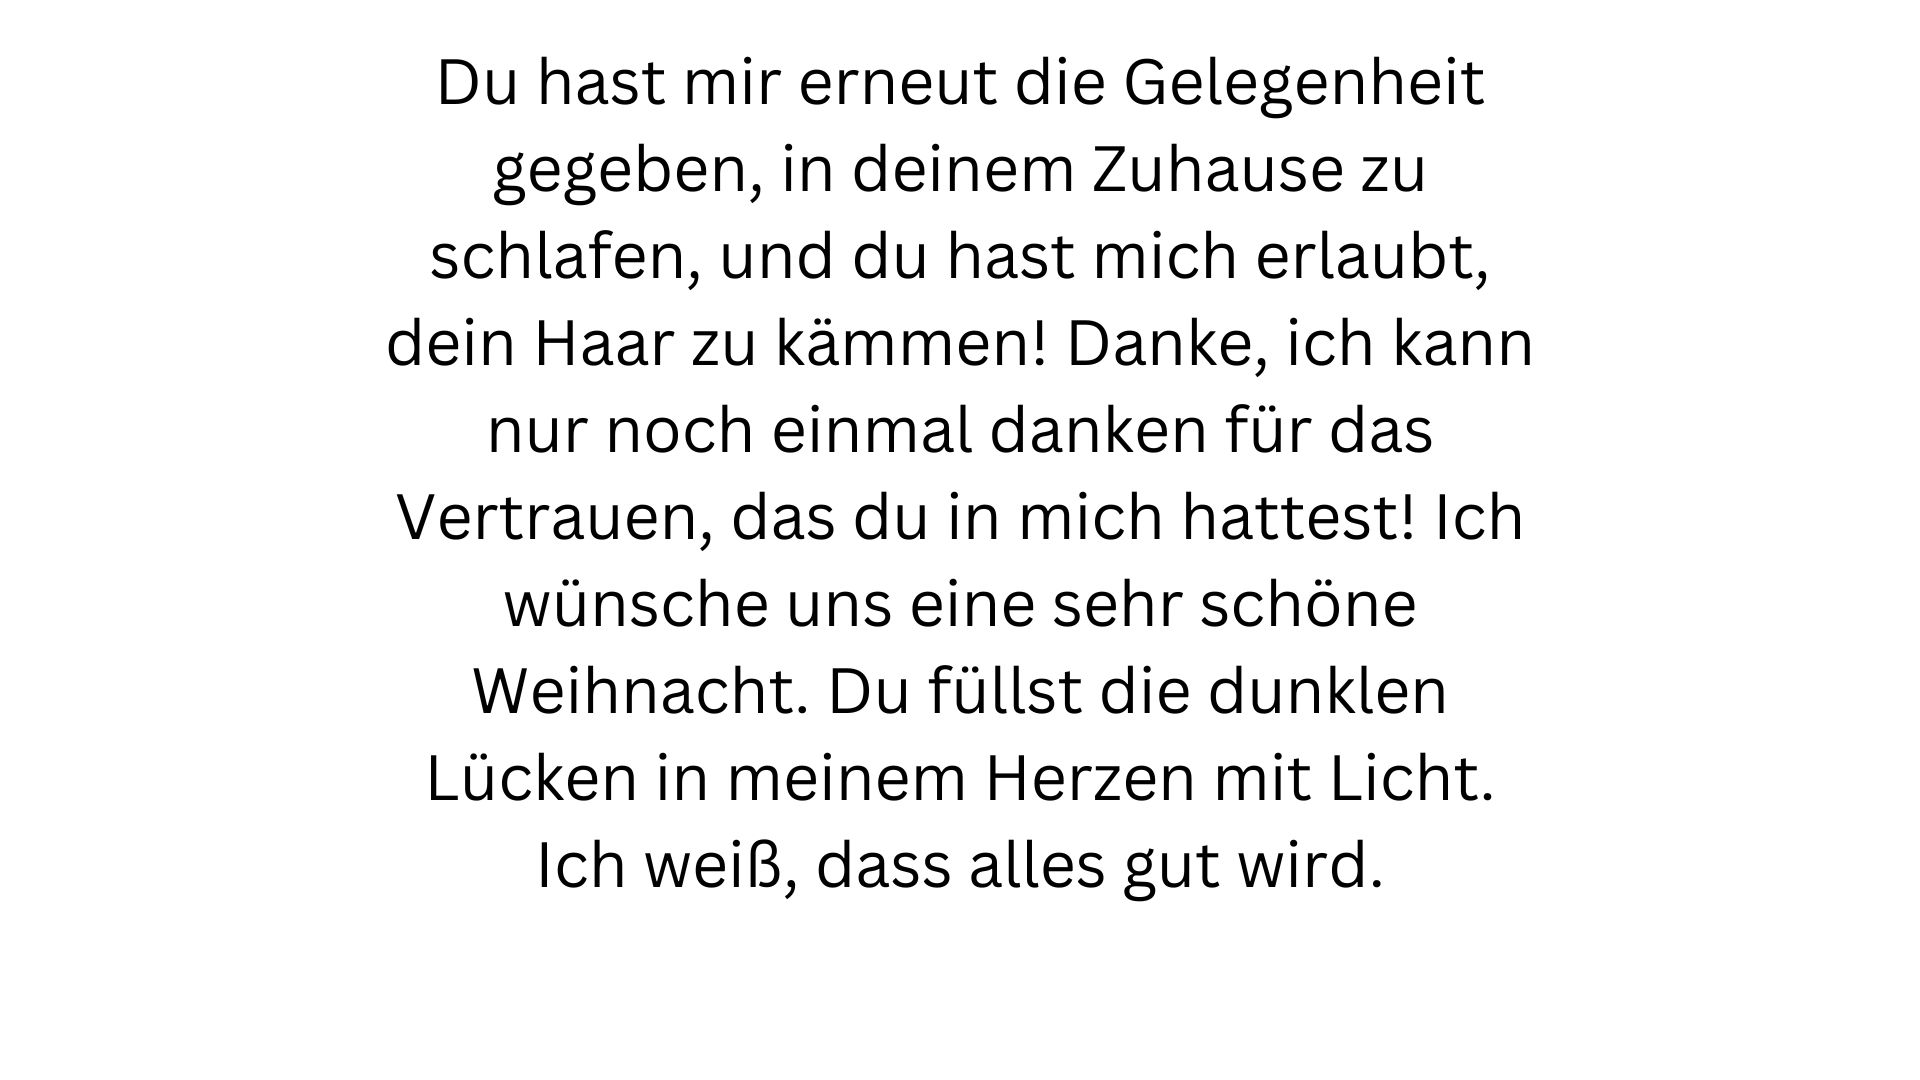 Du hast mir erneut die Gelegenheit
gegeben, in deinem Zuhause zu
schlafen, und du hast mich erlaubt,
dein Haar zu kämmen! Danke, ich kann
nur noch einmal danken für das
Vertrauen, das du in mich hattest! Ich
wünsche uns eine sehr schöne
Weihnacht. Du füllst die dunklen
Lücken in meinem Herzen mit Licht.
Ich weiß, dass alles gut wird.